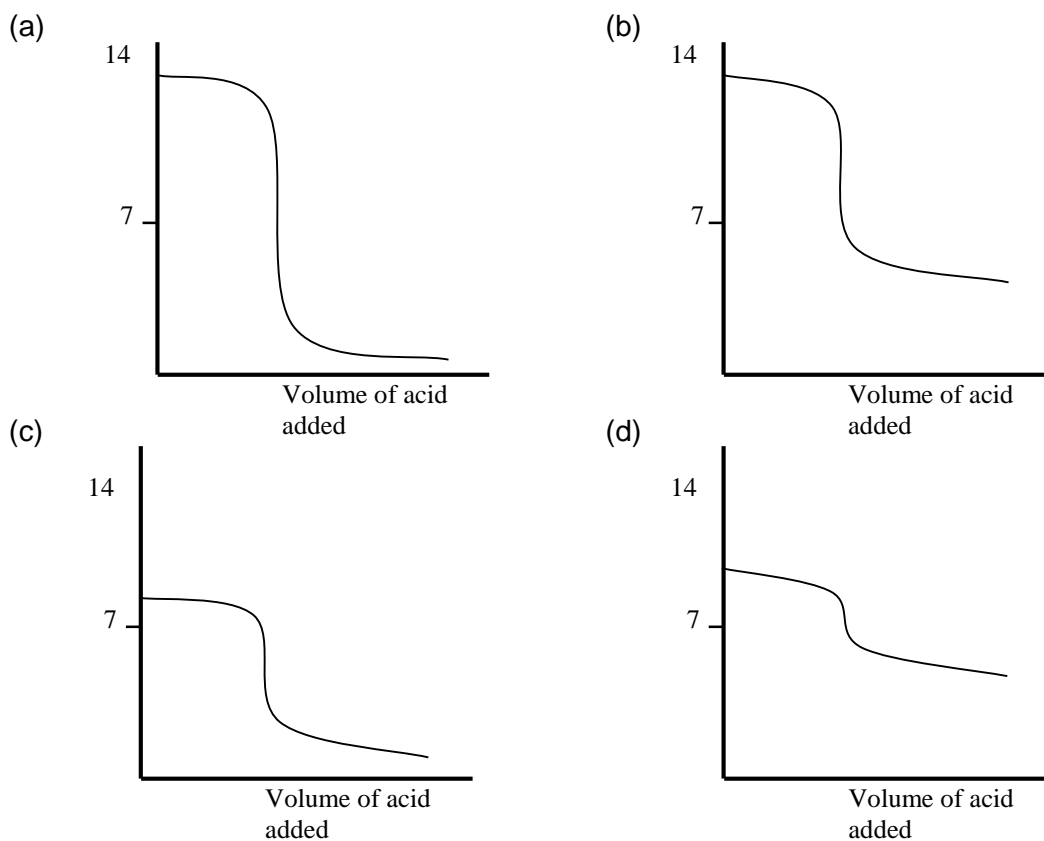 (a)
14
7
Volume of acid
added
(b)
14
7
Volume of acid
added
(c)
14
7
Volume of acid
added
(d)
14
7
Volume of acid
added